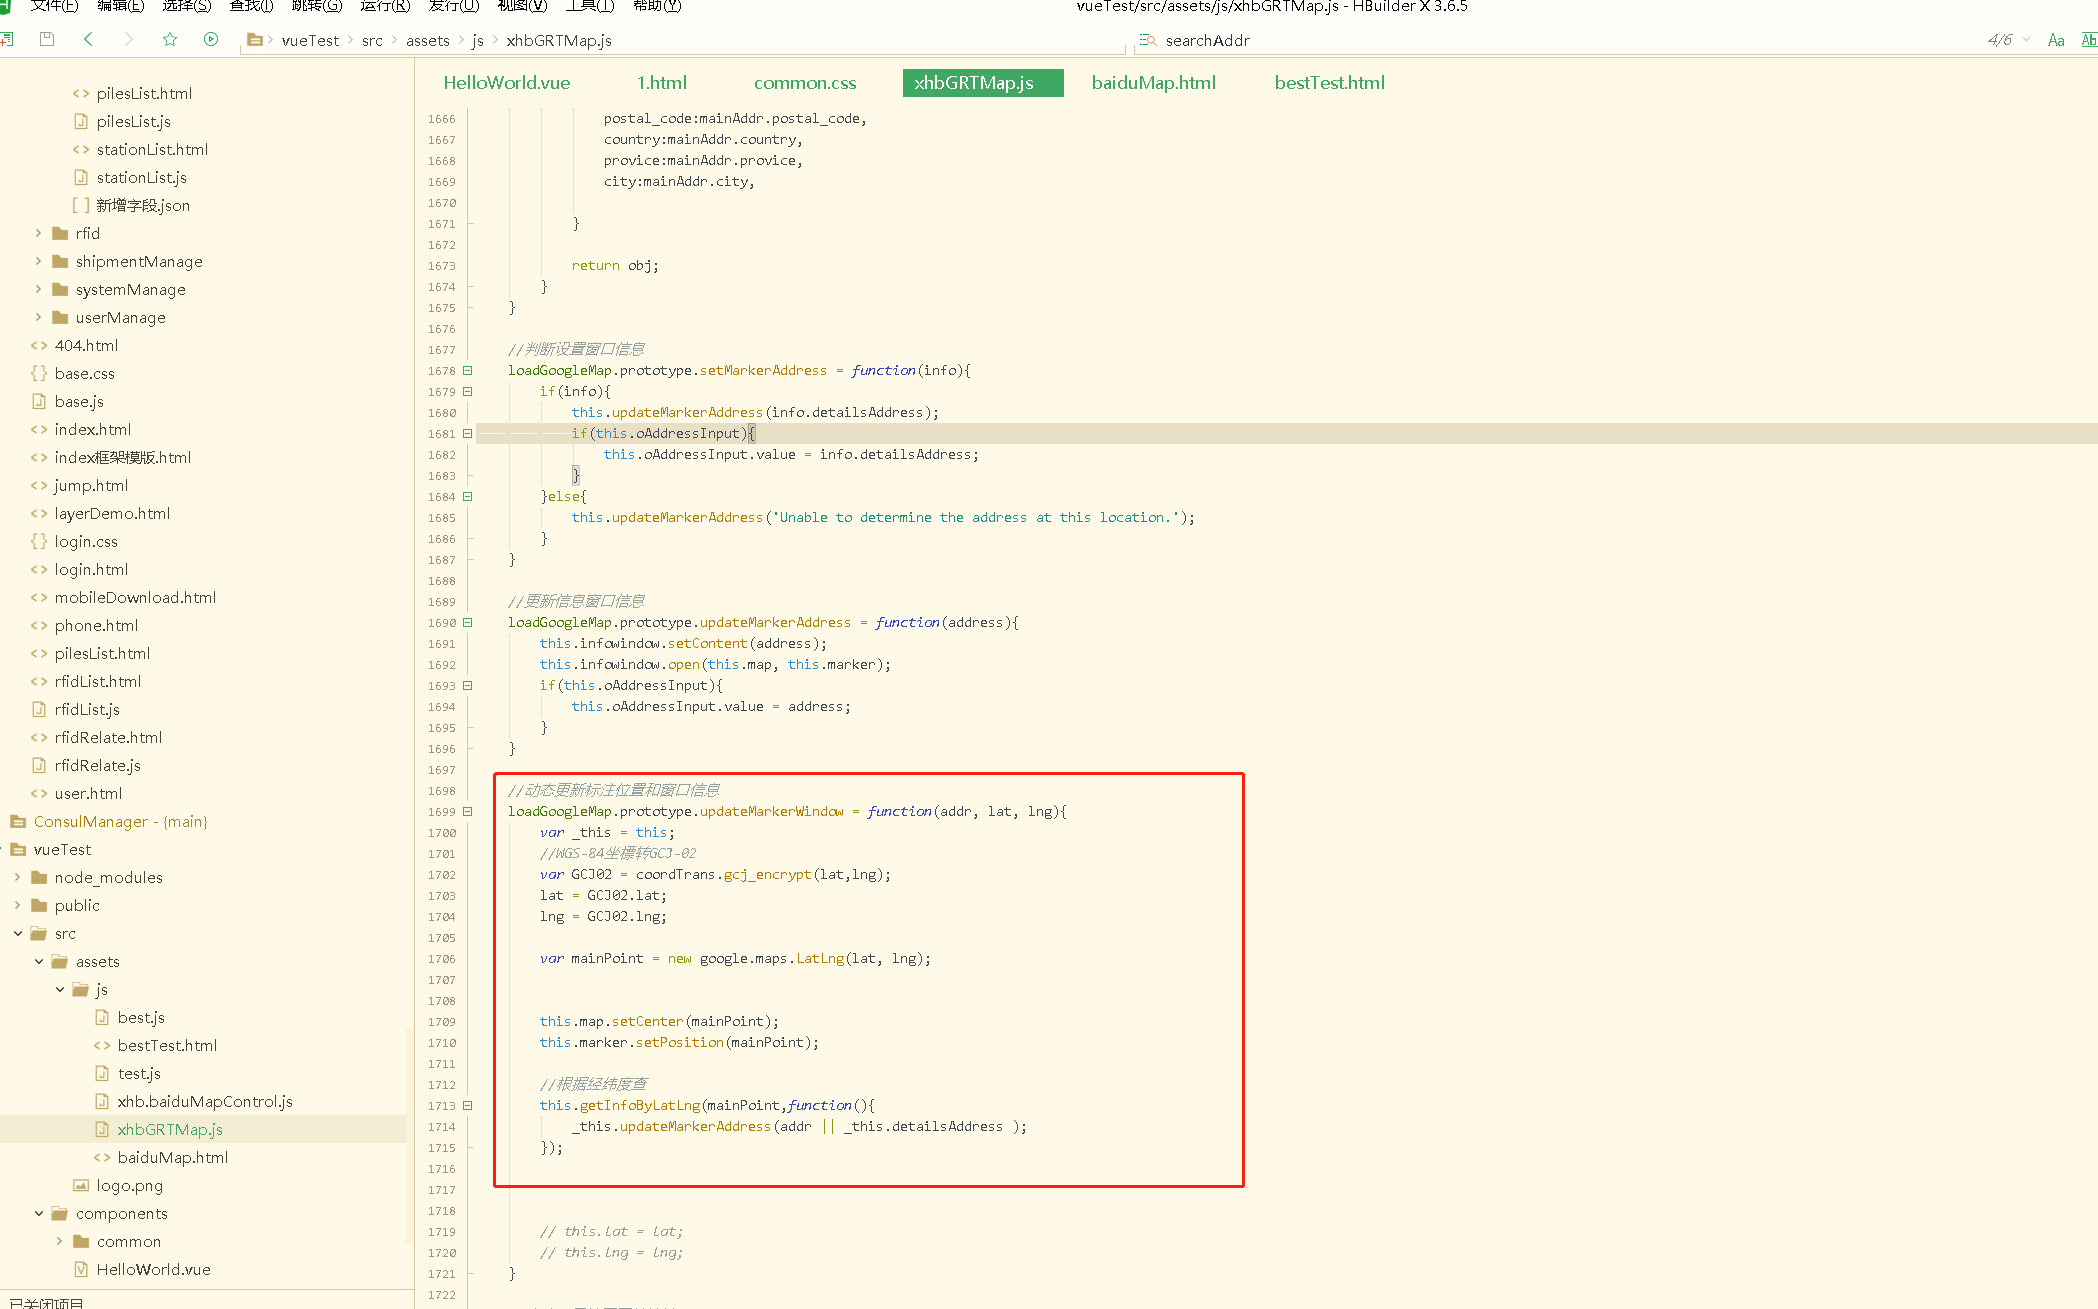 文件(F) 编辑(E) 选择(S) 查找(I) 跳转(G) 运行(R) 发行(U) 视图(V) 工具(T) 帮助(Y) vueTest/src/assets/js/xhbGRTMap.js - HBuilder X 3.6.5
vueTest src assets js xhbGRTMap.js searchAddr 4/6 Aa Ab
HelloWorld.vue 1.html common.css xhbGRTMap.js baiduMap.html bestTest.html
pilesList.html
pilesList.js
stationList.html
stationList.js
新增字段.json
rfid
shipmentManage
systemManage
userManage
404.html
base.css
base.js
index.html
index框架模版.html
jump.html
layerDemo.html
login.css
login.html
mobileDownload.html
phone.html
pilesList.html
rfidList.html
rfidList.js
rfidRelate.html
rfidRelate.js
user.html
ConsulManager - {main}
vueTest
node_modules
public
src
assets
js
best.js
bestTest.html
test.js
xhb.baiduMapControl.js
xhbGRTMap.js
baiduMap.html
logo.png
components
common
HelloWorld.vue
已关闭项目
1666 postal_code:mainAddr.postal_code,
1667 country:mainAddr.country,
1668 provice:mainAddr.provice,
1669 city:mainAddr.city,
1670
1671 }
1672
1673 return obj;
1674 }
1675 }
1676
1677 //判断设置窗口信息
1678 loadGoogleMap.prototype.setMarkerAddress = function(info){
1679 if(info){
1680 this.updateMarkerAddress(info.detailsAddress);
1681 if(this.oAddressInput){
1682 this.oAddressInput.value = info.detailsAddress;
1683 }
1684 }else{
1685 this.updateMarkerAddress('Unable to determine the address at this location.');
1686 }
1687 }
1688
1689 //更新信息窗口信息
1690 loadGoogleMap.prototype.updateMarkerAddress = function(address){
1691 this.infowindow.setContent(address);
1692 this.infowindow.open(this.map, this.marker);
1693 if(this.oAddressInput){
1694 this.oAddressInput.value = address;
1695 }
1696 }
1697
1698 //动态更新标注位置和窗口信息
1699 loadGoogleMap.prototype.updateMarkerWindow = function(addr, lat, lng){
1700 var _this = this;
1701 //WGS-84坐標转GCJ-02
1702 var GCJ02 = coordTrans.gcj_encrypt(lat,lng);
1703 lat = GCJ02.lat;
1704 lng = GCJ02.lng;
1705
1706 var mainPoint = new google.maps.LatLng(lat, lng);
1707
1708
1709 this.map.setCenter(mainPoint);
1710 this.marker.setPosition(mainPoint);
1711
1712 //根据经纬度查
1713 this.getInfoByLatLng(mainPoint,function(){
1714 _this.updateMarkerAddress(addr || _this.detailsAddress );
1715 });
1716
1717
1718
1719 // this.lat = lat;
1720 // this.lng = lng;
1721 }
1722